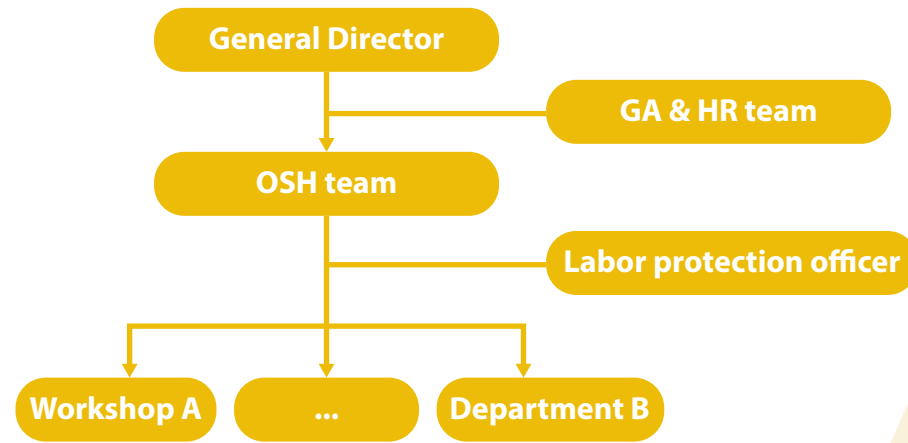 General Director
GA & HR team
OSH team
Labor protection officer
Workshop A
...
Department B